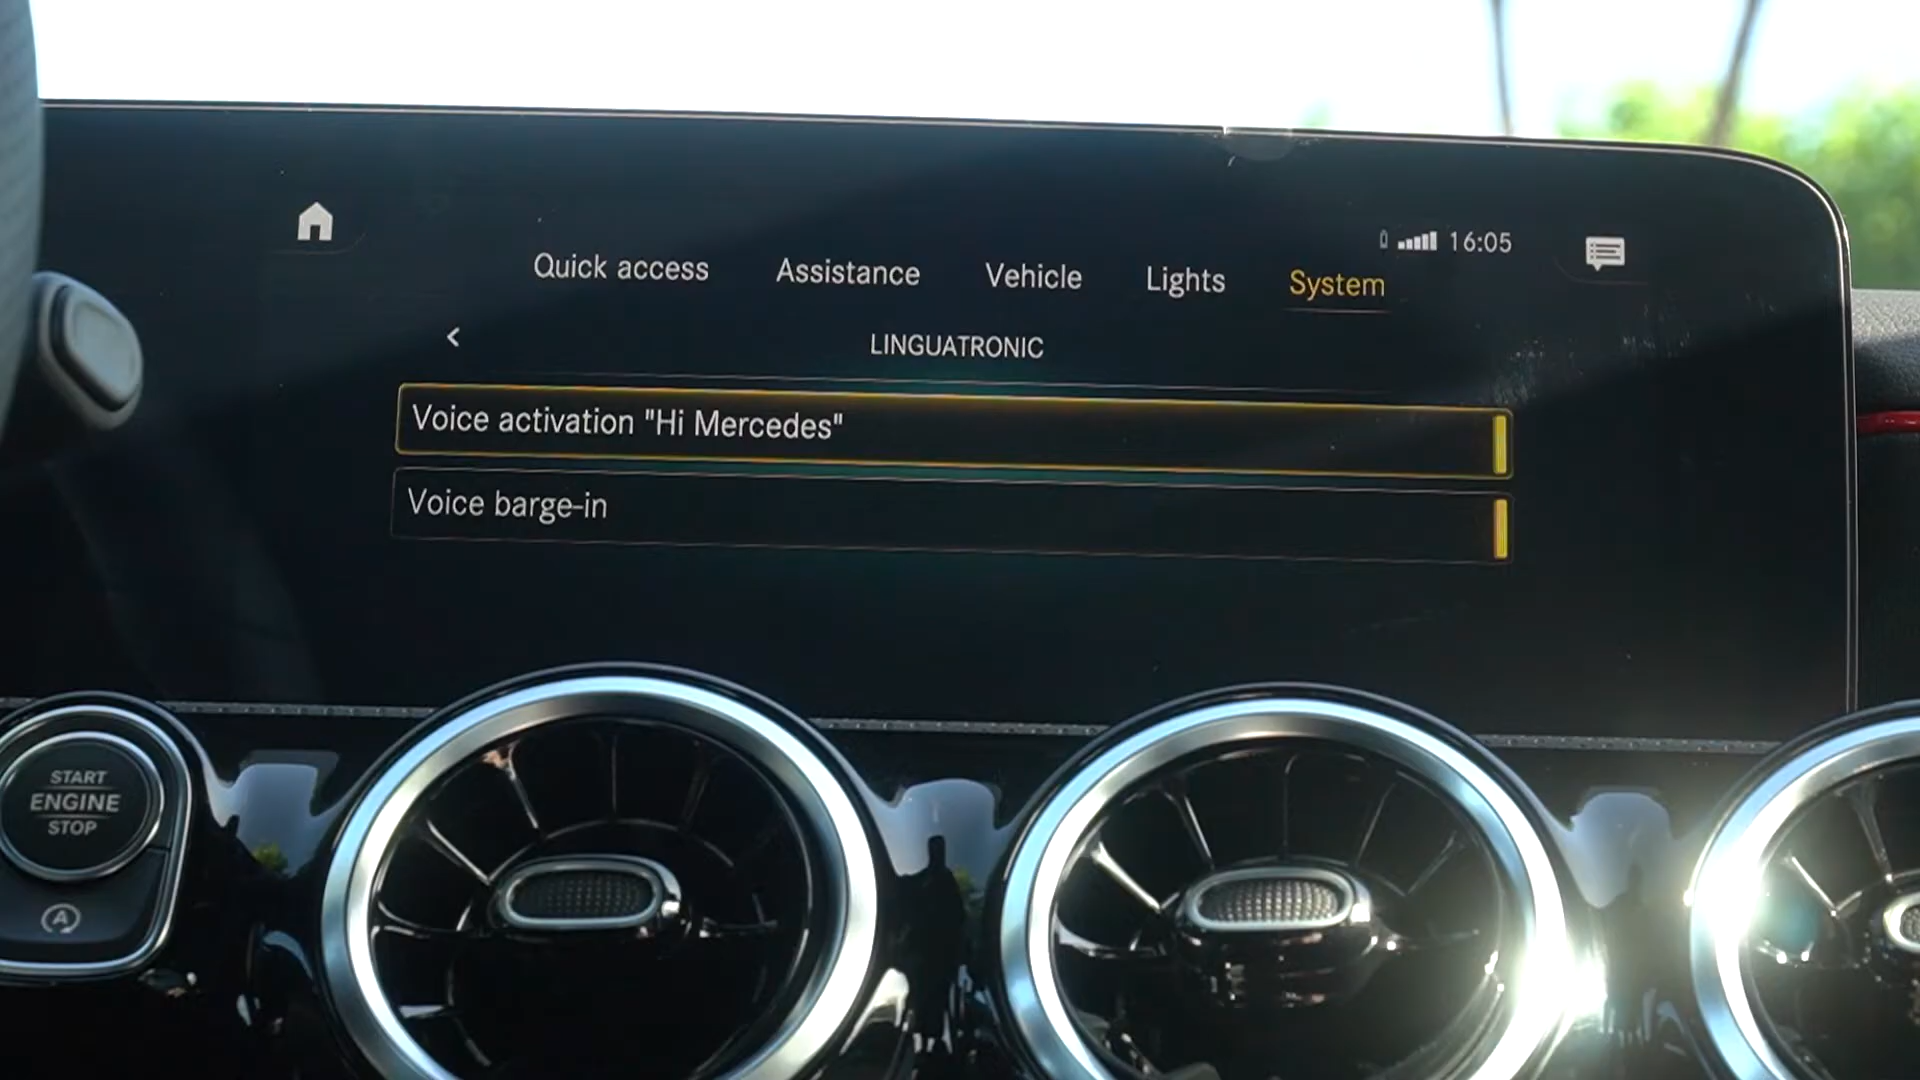 16:05
Quick access Assistance Vehicle Lights System
LINGUATRONIC
Voice activation "Hi Mercedes"
Voice barge-in
START
ENGINE
STOP
A